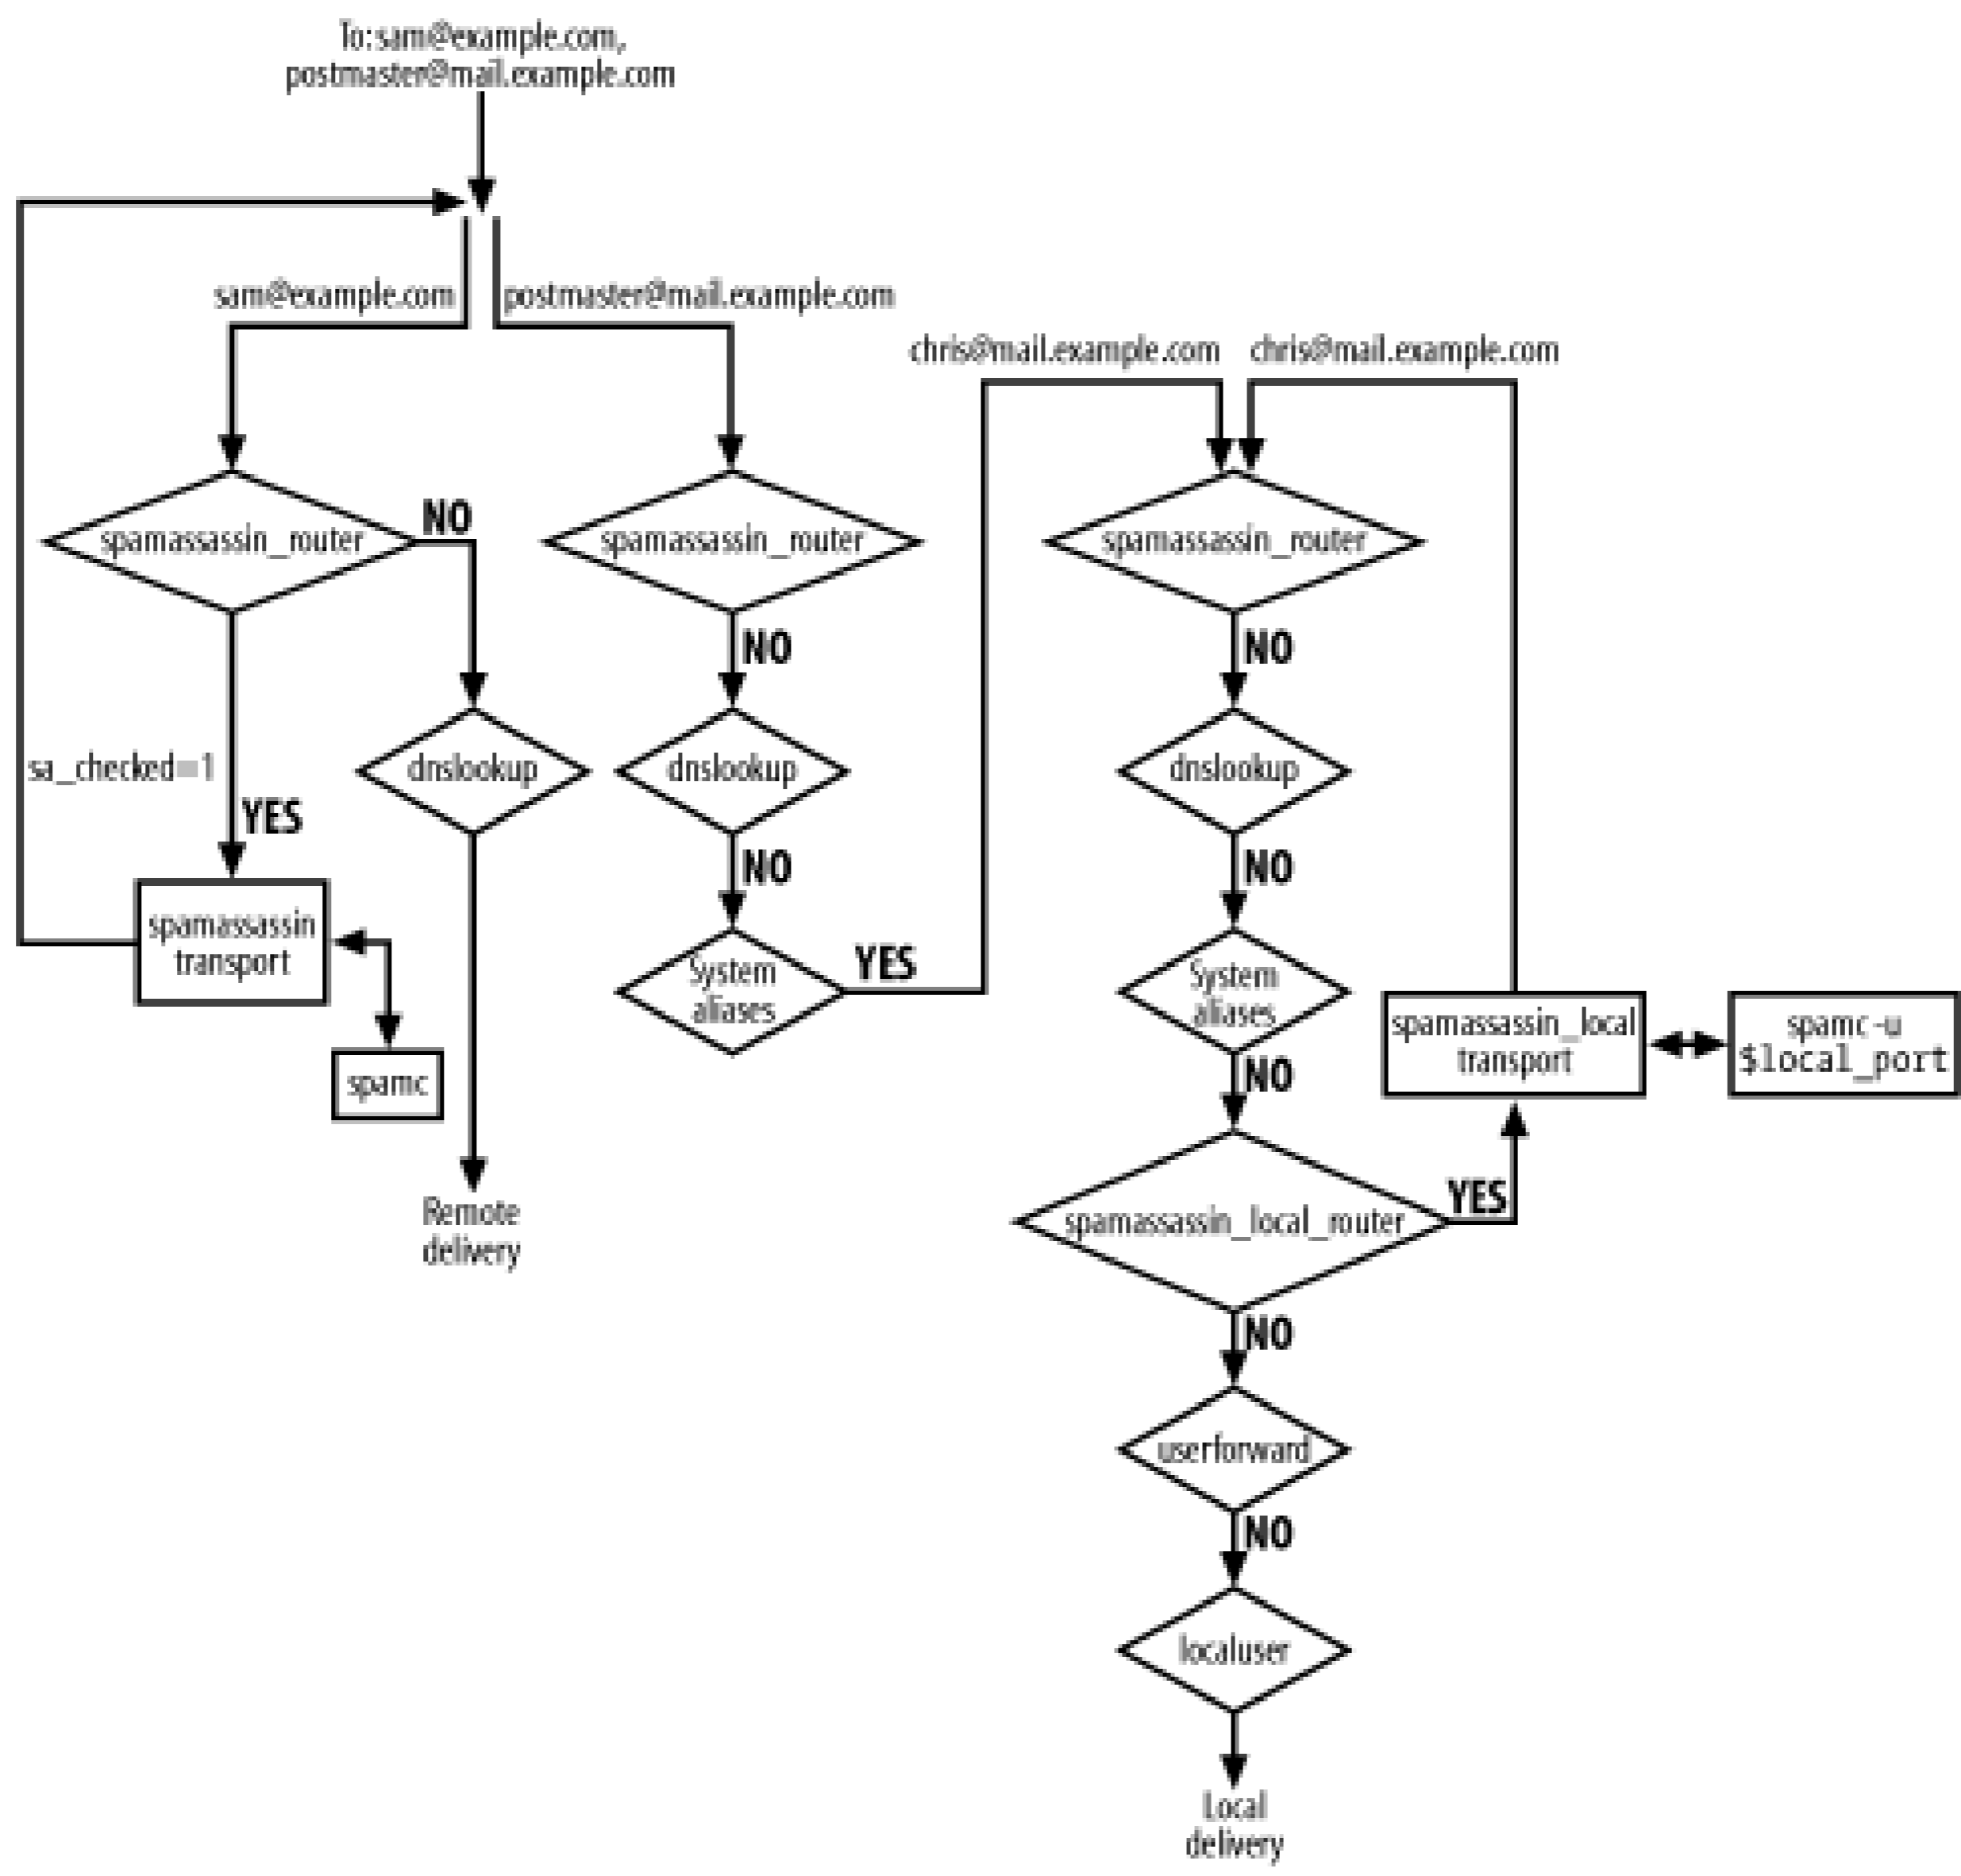 To: sam@example.com,
postmaster@mail.example.com
sam@example.com
postmaster@mail.example.com
chris@mail.example.com
chris@mail.example.com
spamassassin_router
NO
spamassassin_router
spamassassin_router
NO
NO
sa_checked=1
YES
dnslookup
dnslookup
dnslookup
NO
NO
spamassassin
transport
spamc
System
aliases
YES
System
aliases
NO
spamassassin_local
transport
spamc -u
$local_port
Remote
delivery
spamassassin_local_router
YES
NO
userforward
NO
localuser
Local
delivery